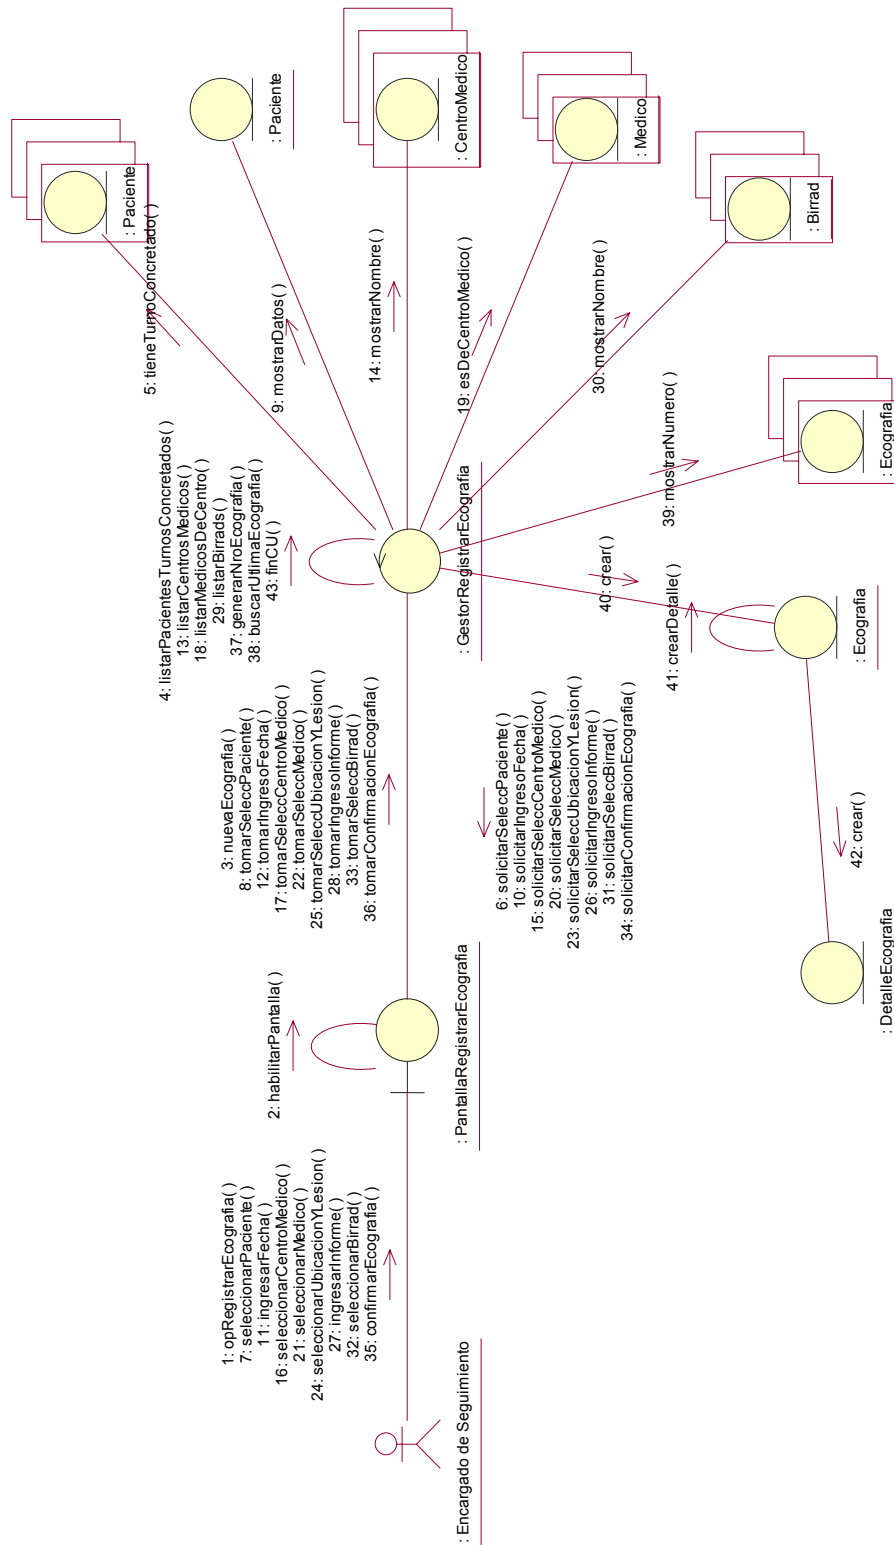 1: opRegistrarEcografia( )
7: seleccionarPaciente( )
11: ingresarFecha( )
16: seleccionarCentroMedico( )
21: seleccionarMedico( )
24: seleccionarUbicacionYLesion( )
27: ingresarInforme( )
32: seleccionarBirrad( )
35: confirmarEcografia( )
: Encargado de Seguimiento
2: habilitarPantalla( )
: PantallaRegistrarEcografia
3: nuevaEcografia( )
8: tomarSeleccPaciente( )
12: tomarIngresoFecha( )
17: tomarSeleccCentroMedico( )
22: tomarSeleccMedico( )
25: tomarSeleccUbicacionYLesion( )
28: tomarIngresoInforme( )
33: tomarSeleccBirrad( )
36: tomarConfirmacionEcografia( )
6: solicitarSeleccPaciente( )
10: solicitarIngresoFecha( )
15: solicitarSeleccCentroMedico( )
20: solicitarSeleccMedico( )
23: solicitarSeleccUbicacionYLesion( )
26: solicitarIngresoInforme( )
31: solicitarSeleccBirrad( )
34: solicitarConfirmacionEcografia( )
4: listarPacientesTurnosConcretados( )
13: listarCentrosMedicos( )
18: listarMedicosDeCentro( )
29: listarBirrads( )
37: generarNroEcografia( )
38: buscarUtlimaEcografia( )
43: finCU( )
: GestorRegistrarEcografia
5: tieneTurnoConcretado( )
: Paciente
9: mostrarDatos( )
: Paciente
14: mostrarNombre( )
: CentroMedico
19: esDeCentroMedico( )
: Medico
30: mostrarNombre( )
: Birrad
39: mostrarNumero( )
: Ecografia
40: crear( )
41: crearDetalle( )
: Ecografia
42: crear( )
: DetalleEcografia